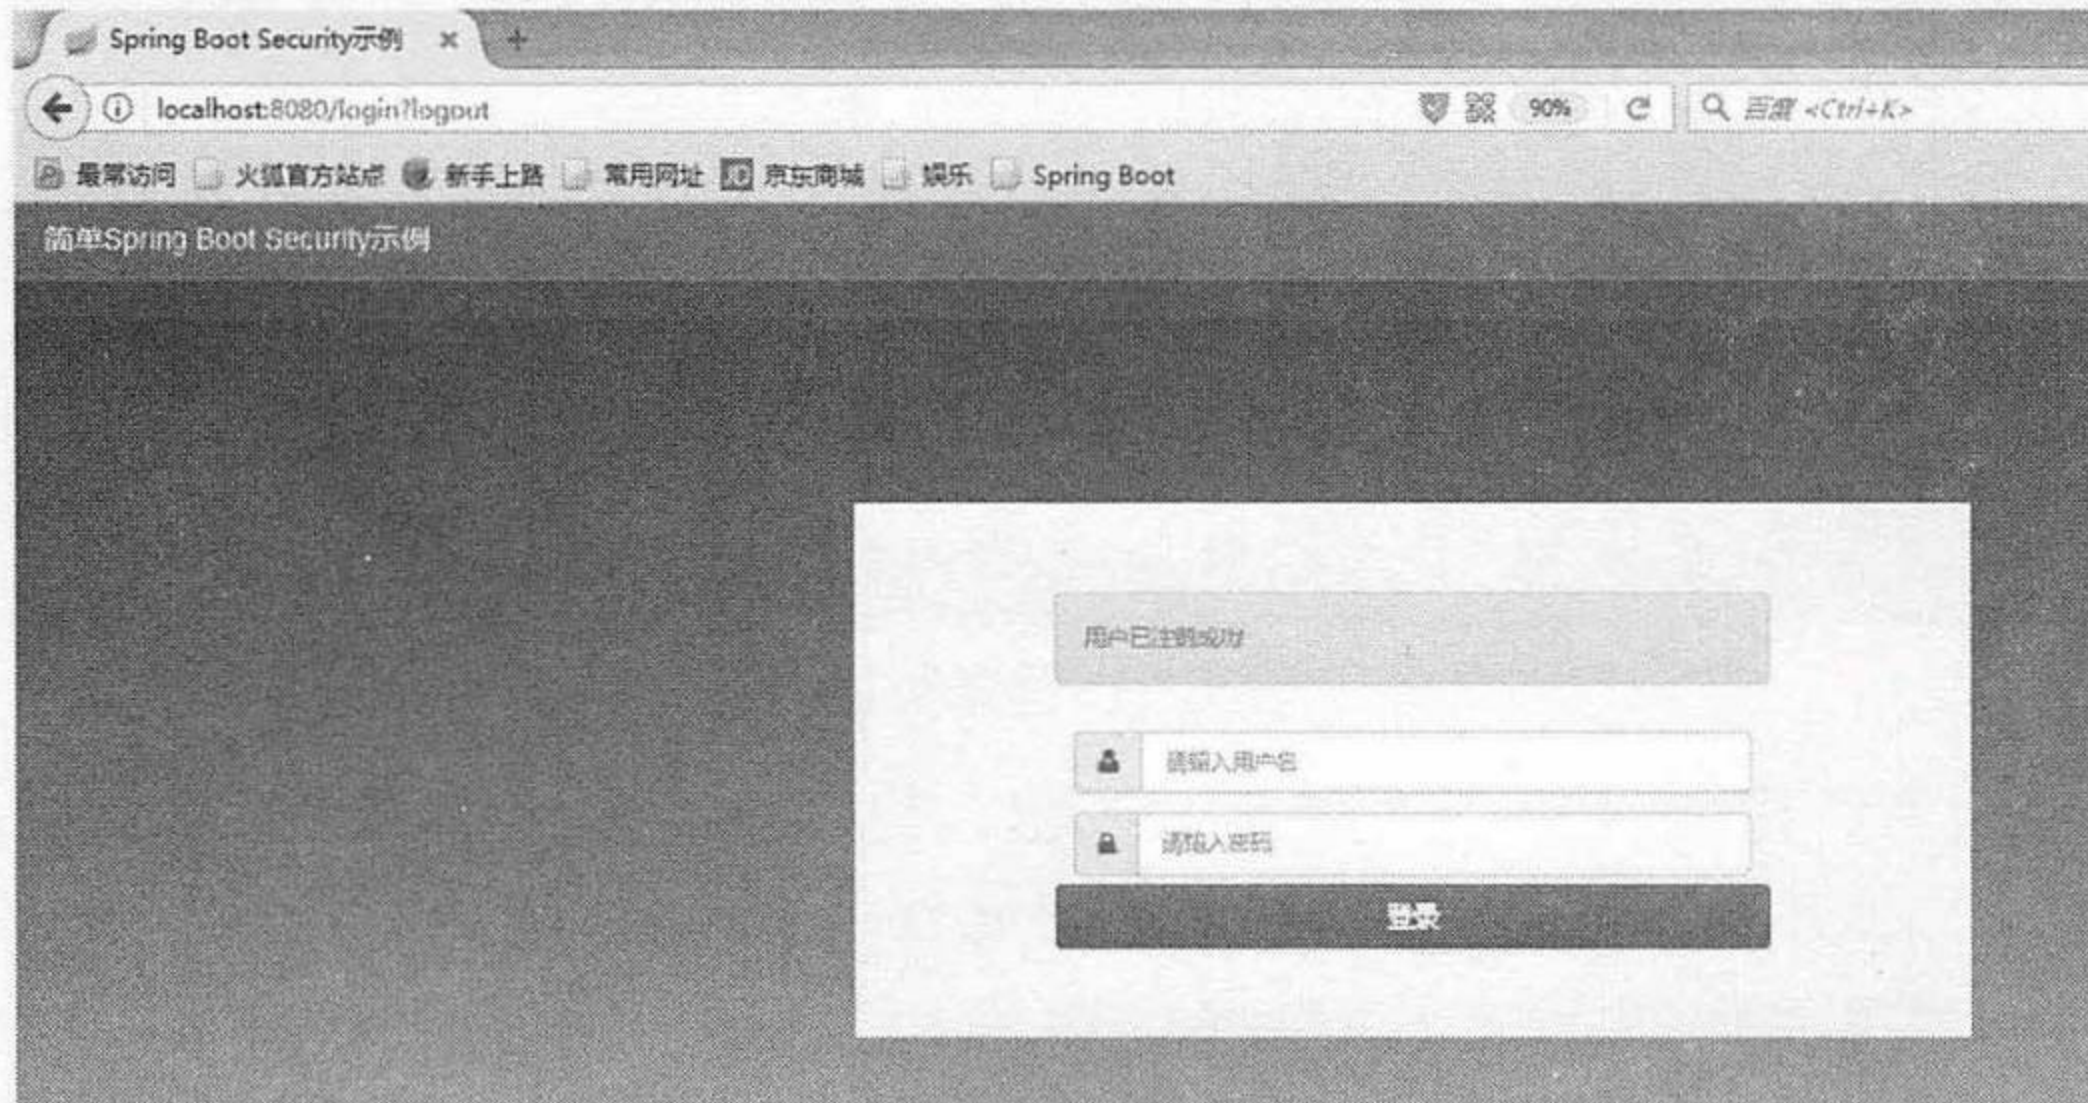 Spring Boot Security示例
localhost:8080/login?logout
90%
百度 <Ctrl+K>
最常访问 火狐官方站点 新手上路 常用网址 京东商城 娱乐 Spring Boot
简单Spring Boot Security示例
用户已注销成功!
请输入用户名
请输入密码
登录